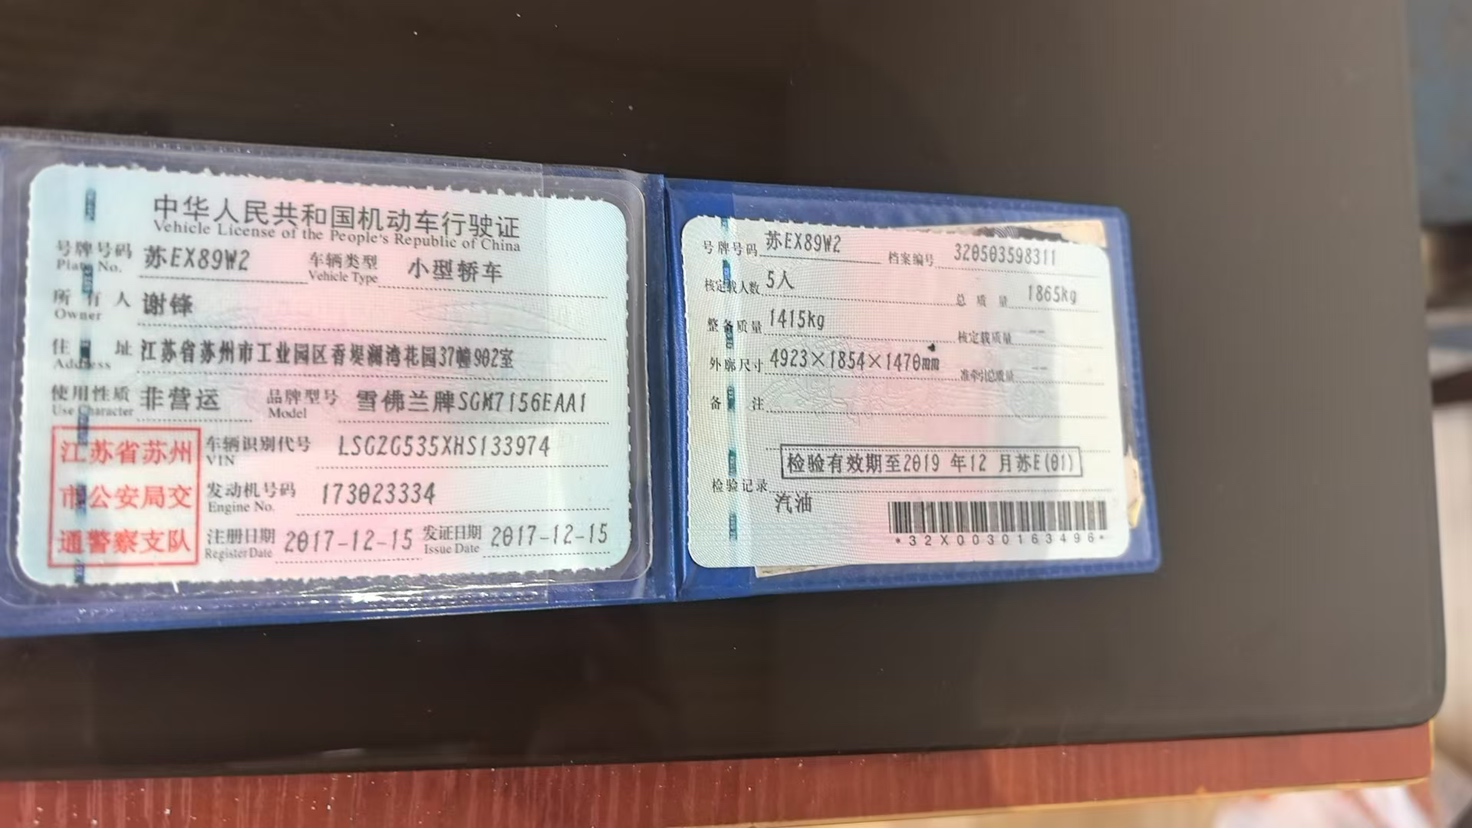 中华人民共和国机动车行驶证
Vehicle License of the People's Republic of China
号牌号码 苏EX89W2 车辆类型 小型轿车
Plate No. Vehicle Type
所有人 谢锋
Owner
住址 江苏省苏州市工业园区香堤澜湾花园37幢902室
Address
使用性质 非营运 品牌型号 雪佛兰牌SGM7156EAA1
Use Character Model
江苏省苏州
市公安局交
通警察支队
车辆识别代号 LSGZG535XHS133974
VIN
发动机号码 173023334
Engine No.
注册日期 2017-12-15 发证日期 2017-12-15
Register Date Issue Date
号牌号码 苏EX89W2 档案编号 320503598311
核定载人数 5人 总质量 1865kg
整备质量 1415kg 核定载质量 --
外廓尺寸 4923×1854×1470mm 准牵引总质量 --
备注
检验有效期至2019 年12 月苏E(01)
检验记录
汽油
*32X0030163496*